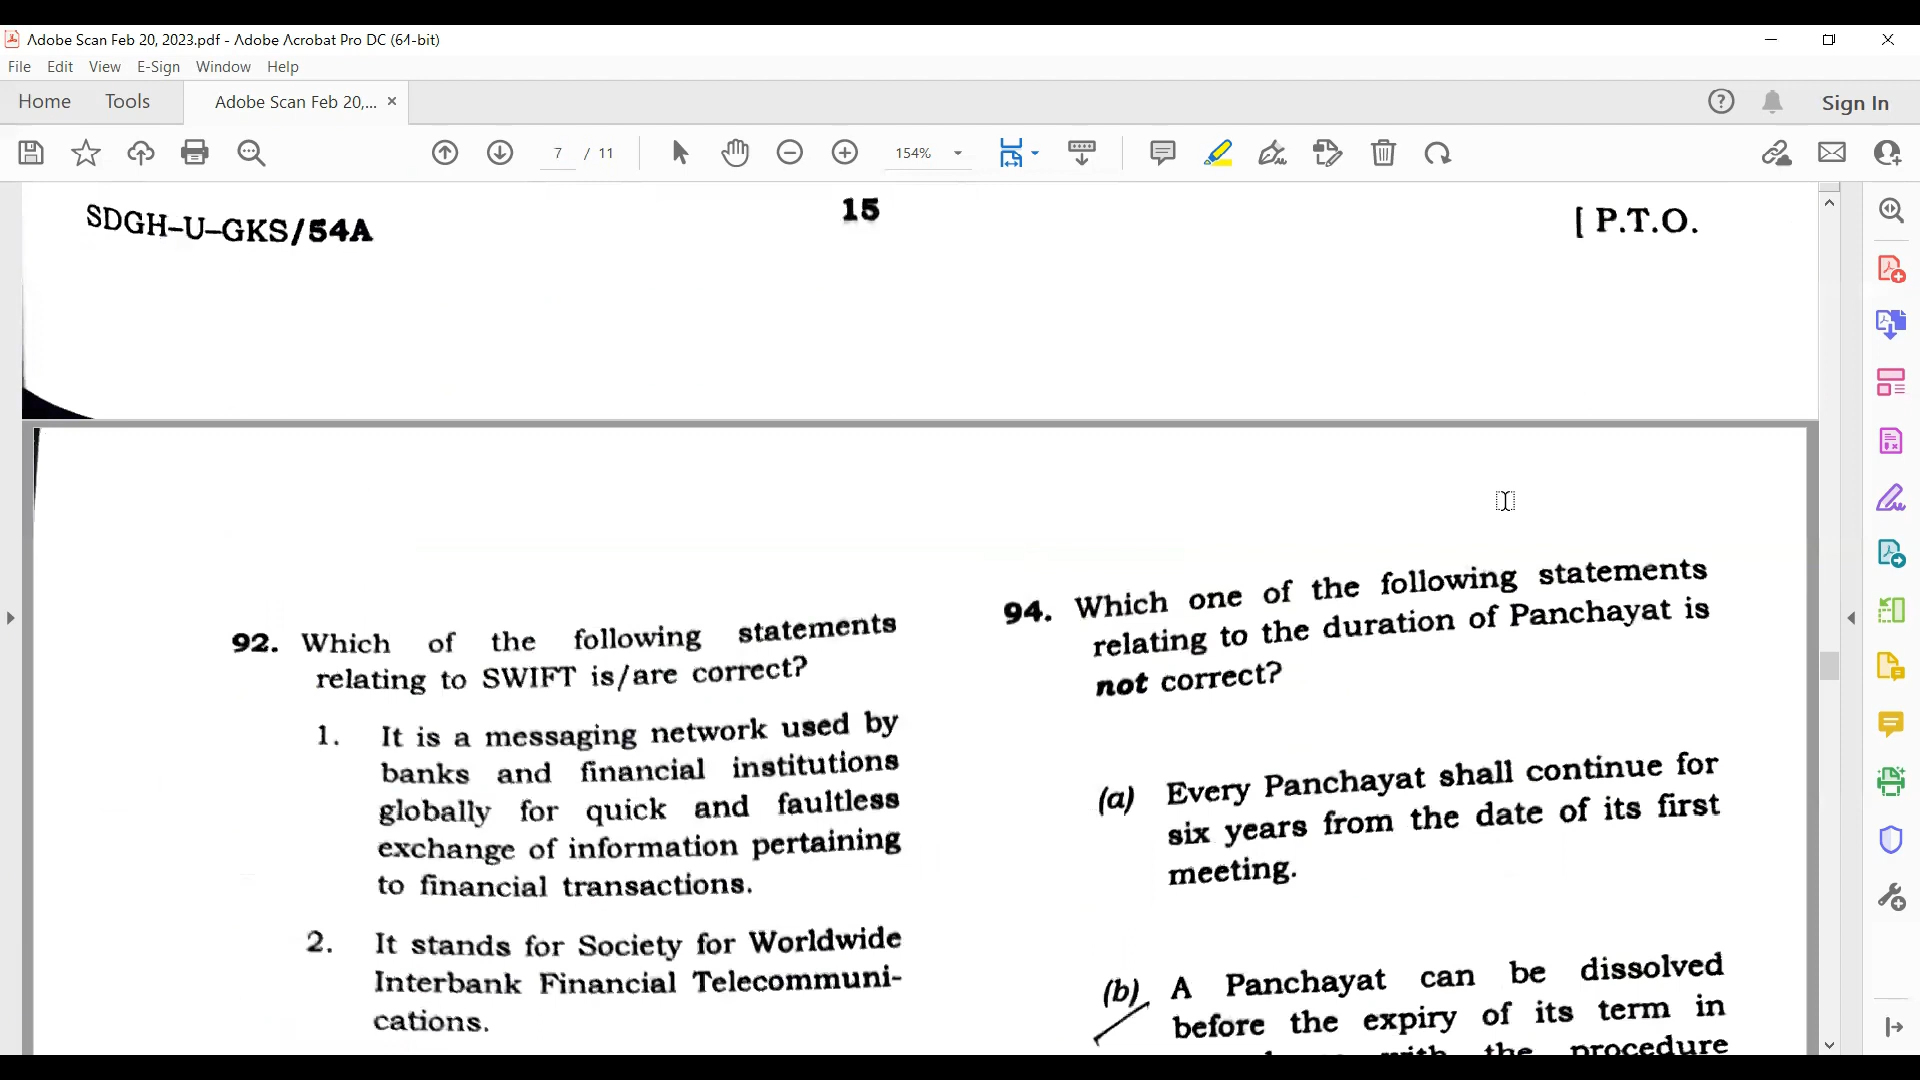 Adobe Scan Feb 20, 2023.pdf - Adobe Acrobat Pro DC (64-bit)
File Edit View E-Sign Window Help
Home Tools Adobe Scan Feb 20,... Sign In
7 / 11 154%
SDGH-U-GKS/54A 15 [ P.T.O.
92. Which of the following statements
relating to SWIFT is/are correct?
1. It is a messaging network used by
banks and financial institutions
globally for quick and faultless
exchange of information pertaining
to financial transactions.
2. It stands for Society for Worldwide
Interbank Financial Telecommuni-
cations.
94. Which one of the following statements
relating to the duration of Panchayat is
not correct?
(a) Every Panchayat shall continue for
six years from the date of its first
meeting.
(b) A Panchayat can be dissolved
before the expiry of its term in
with the procedure